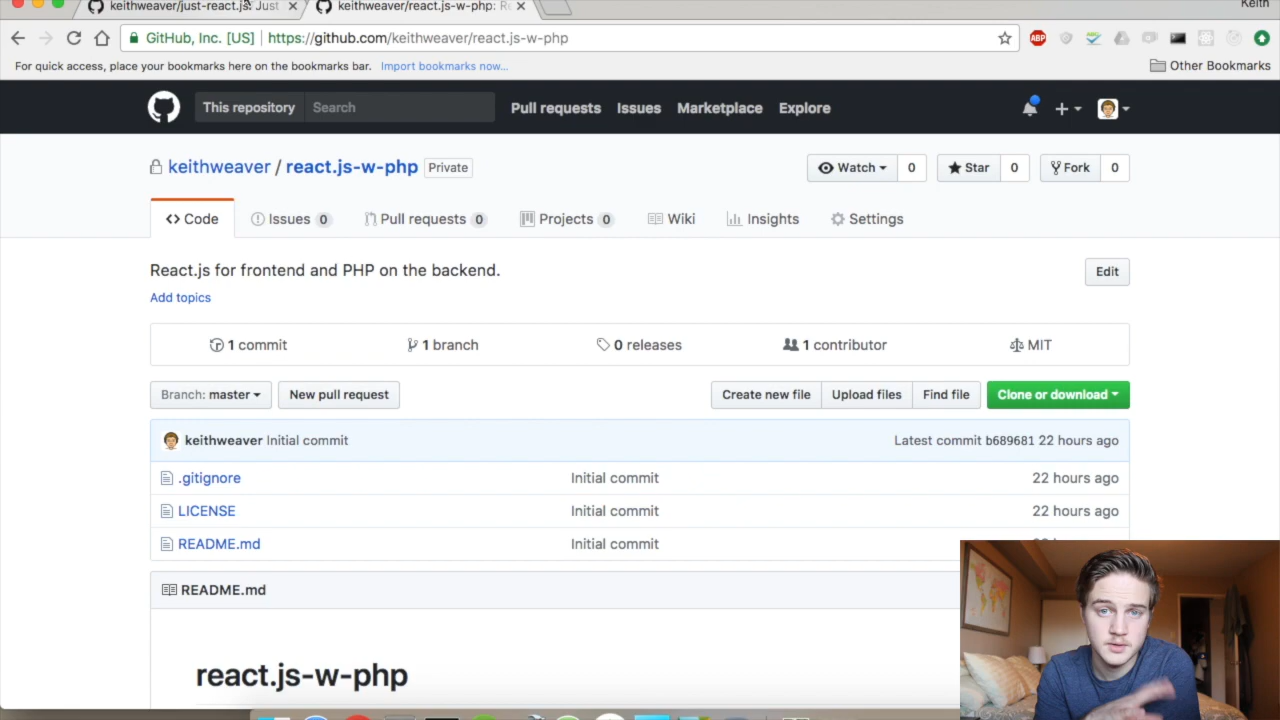 keithweaver/just-react.js: Just
keithweaver/react.js-w-php: Re
Keith
GitHub, Inc. [US] | https://github.com/keithweaver/react.js-w-php
ABP
For quick access, place your bookmarks here on the bookmarks bar. Import bookmarks now...
Other Bookmarks
This repository Search Pull requests Issues Marketplace Explore
keithweaver / react.js-w-php Private
Watch 0 Star 0 Fork 0
Code Issues 0 Pull requests 0 Projects 0 Wiki Insights Settings
React.js for frontend and PHP on the backend.
Edit
Add topics
1 commit 1 branch 0 releases 1 contributor MIT
Branch: master New pull request Create new file Upload files Find file Clone or download
keithweaver Initial commit Latest commit b689681 22 hours ago
.gitignore Initial commit 22 hours ago
LICENSE Initial commit 22 hours ago
README.md Initial commit
README.md
react.js-w-php